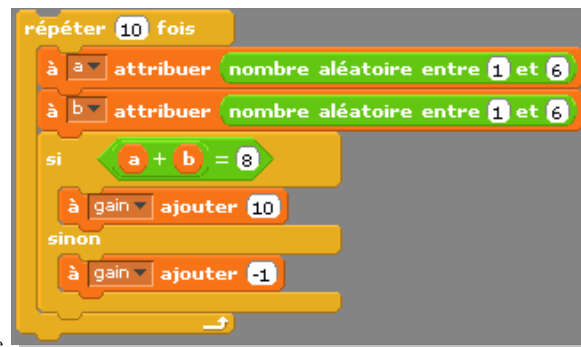 répéter 10 fois
à a attribuer nombre aléatoire entre 1 et 6
à b attribuer nombre aléatoire entre 1 et 6
si a + b = 8
à gain ajouter 10
sinon
à gain ajouter -1